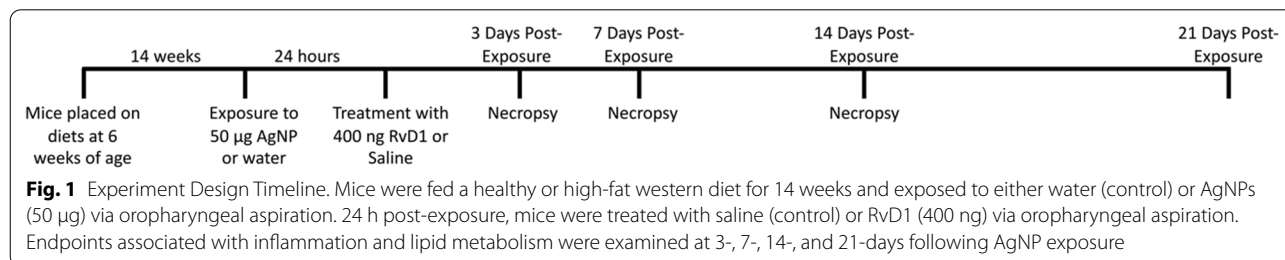 3 Days Post-
Exposure
7 Days Post-
Exposure
14 Days Post-
Exposure
21 Days Post-
Exposure
14 weeks
24 hours
Mice placed on
diets at 6
weeks of age
Exposure to
50 µg AgNP
or water
Treatment with
400 ng RvD1 or
Saline
Necropsy
Necropsy
Necropsy
Fig. 1 Experiment Design Timeline. Mice were fed a healthy or high-fat western diet for 14 weeks and exposed to either water (control) or AgNPs
(50 µg) via oropharyngeal aspiration. 24 h post-exposure, mice were treated with saline (control) or RvD1 (400 ng) via oropharyngeal aspiration.
Endpoints associated with inflammation and lipid metabolism were examined at 3-, 7-, 14-, and 21-days following AgNP exposure